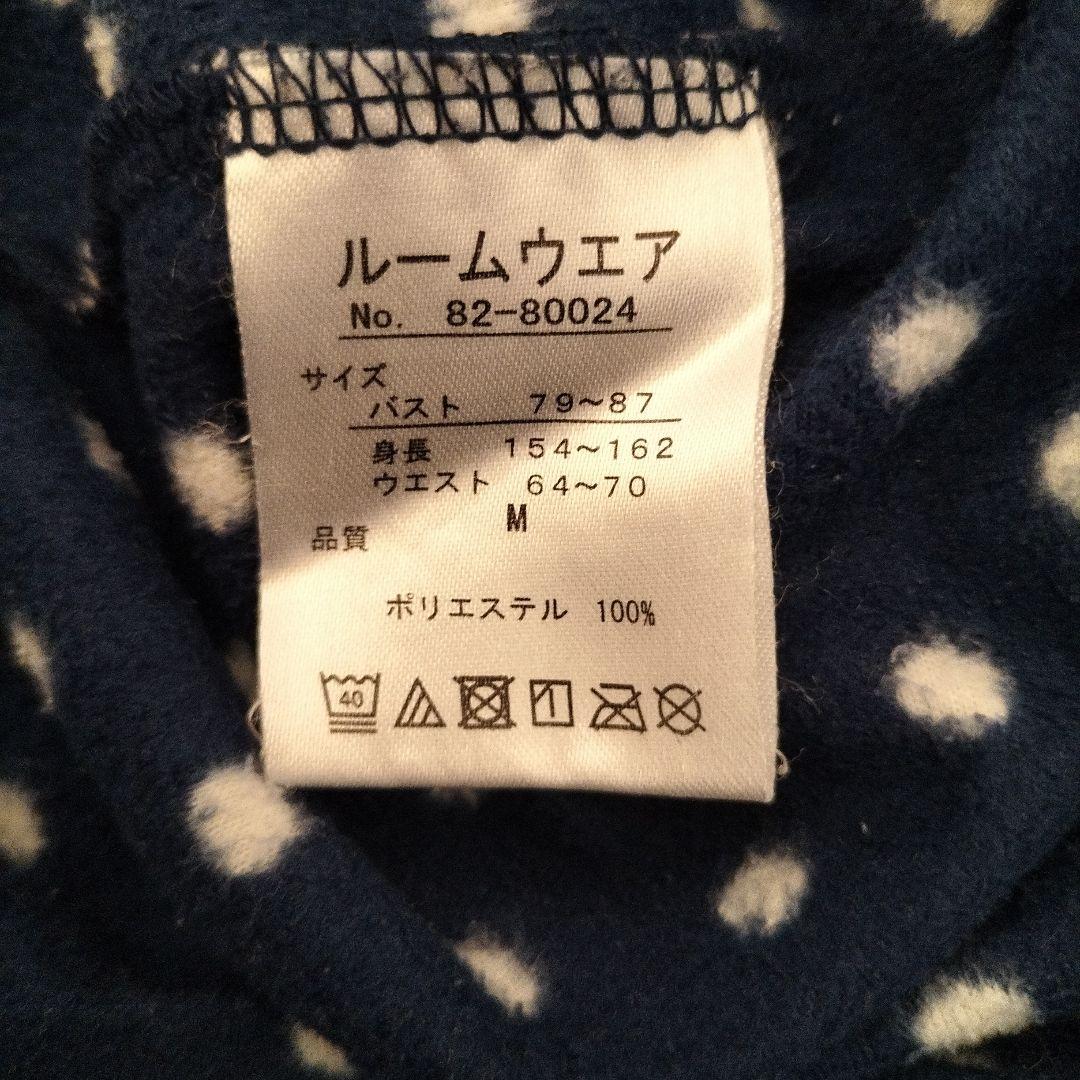 ルームウエア
No. 82-80024
サイズ
バスト 79～87
身長 154～162
ウエスト 64～70
M
品質
ポリエステル 100%
40